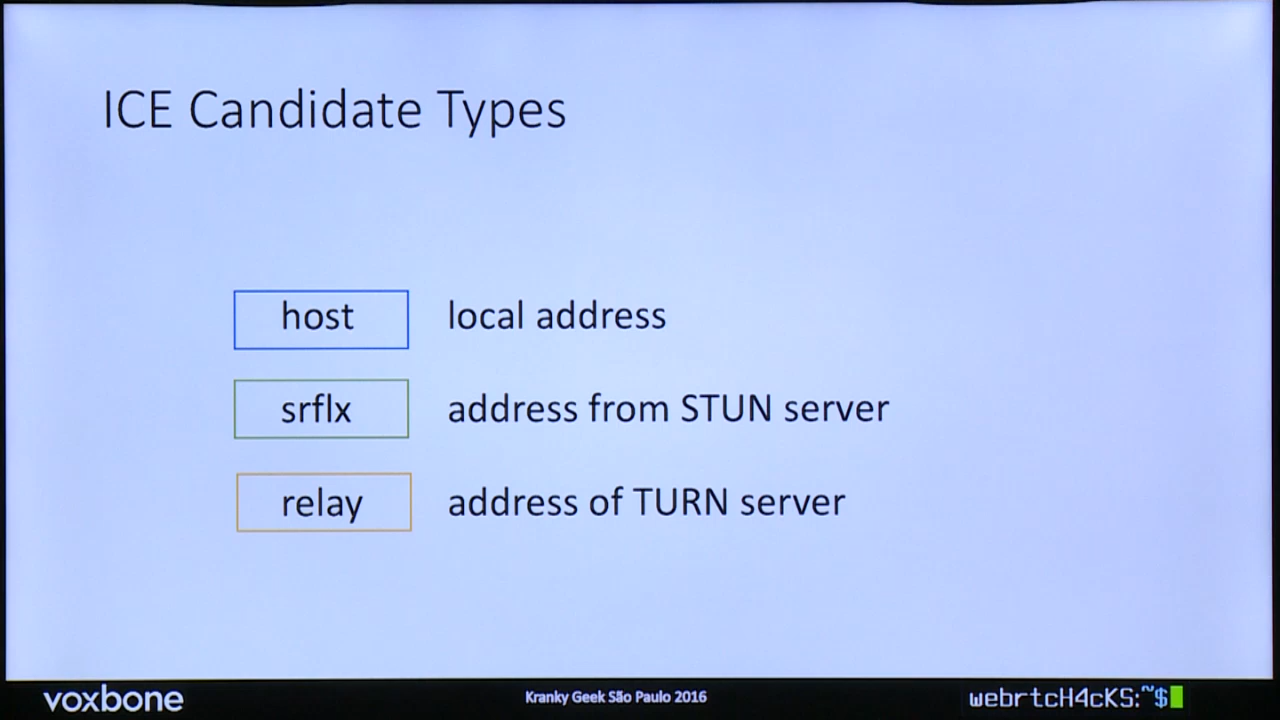 ICE Candidate Types
host local address
srflx address from STUN server
relay address of TURN server
voxbone
Kranky Geek São Paulo 2016
webrtcH4cKS:~$